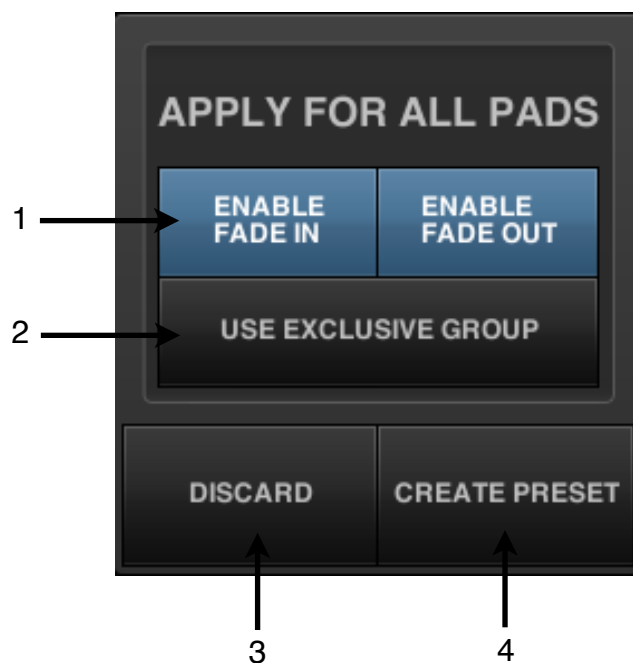 APPLY FOR ALL PADS
1
ENABLE
FADE IN
ENABLE
FADE OUT
2
USE EXCLUSIVE GROUP
DISCARD
CREATE PRESET
3
4